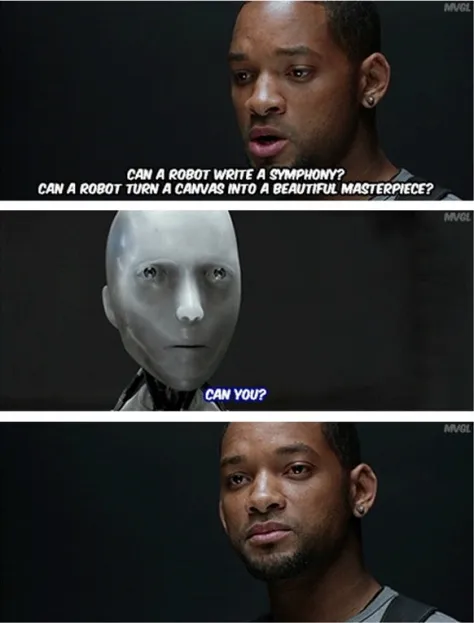 MVGL
CAN A ROBOT WRITE A SYMPHONY?
CAN A ROBOT TURN A CANVAS INTO A BEAUTIFUL MASTERPIECE?
MVGL
CAN YOU?
MVGL